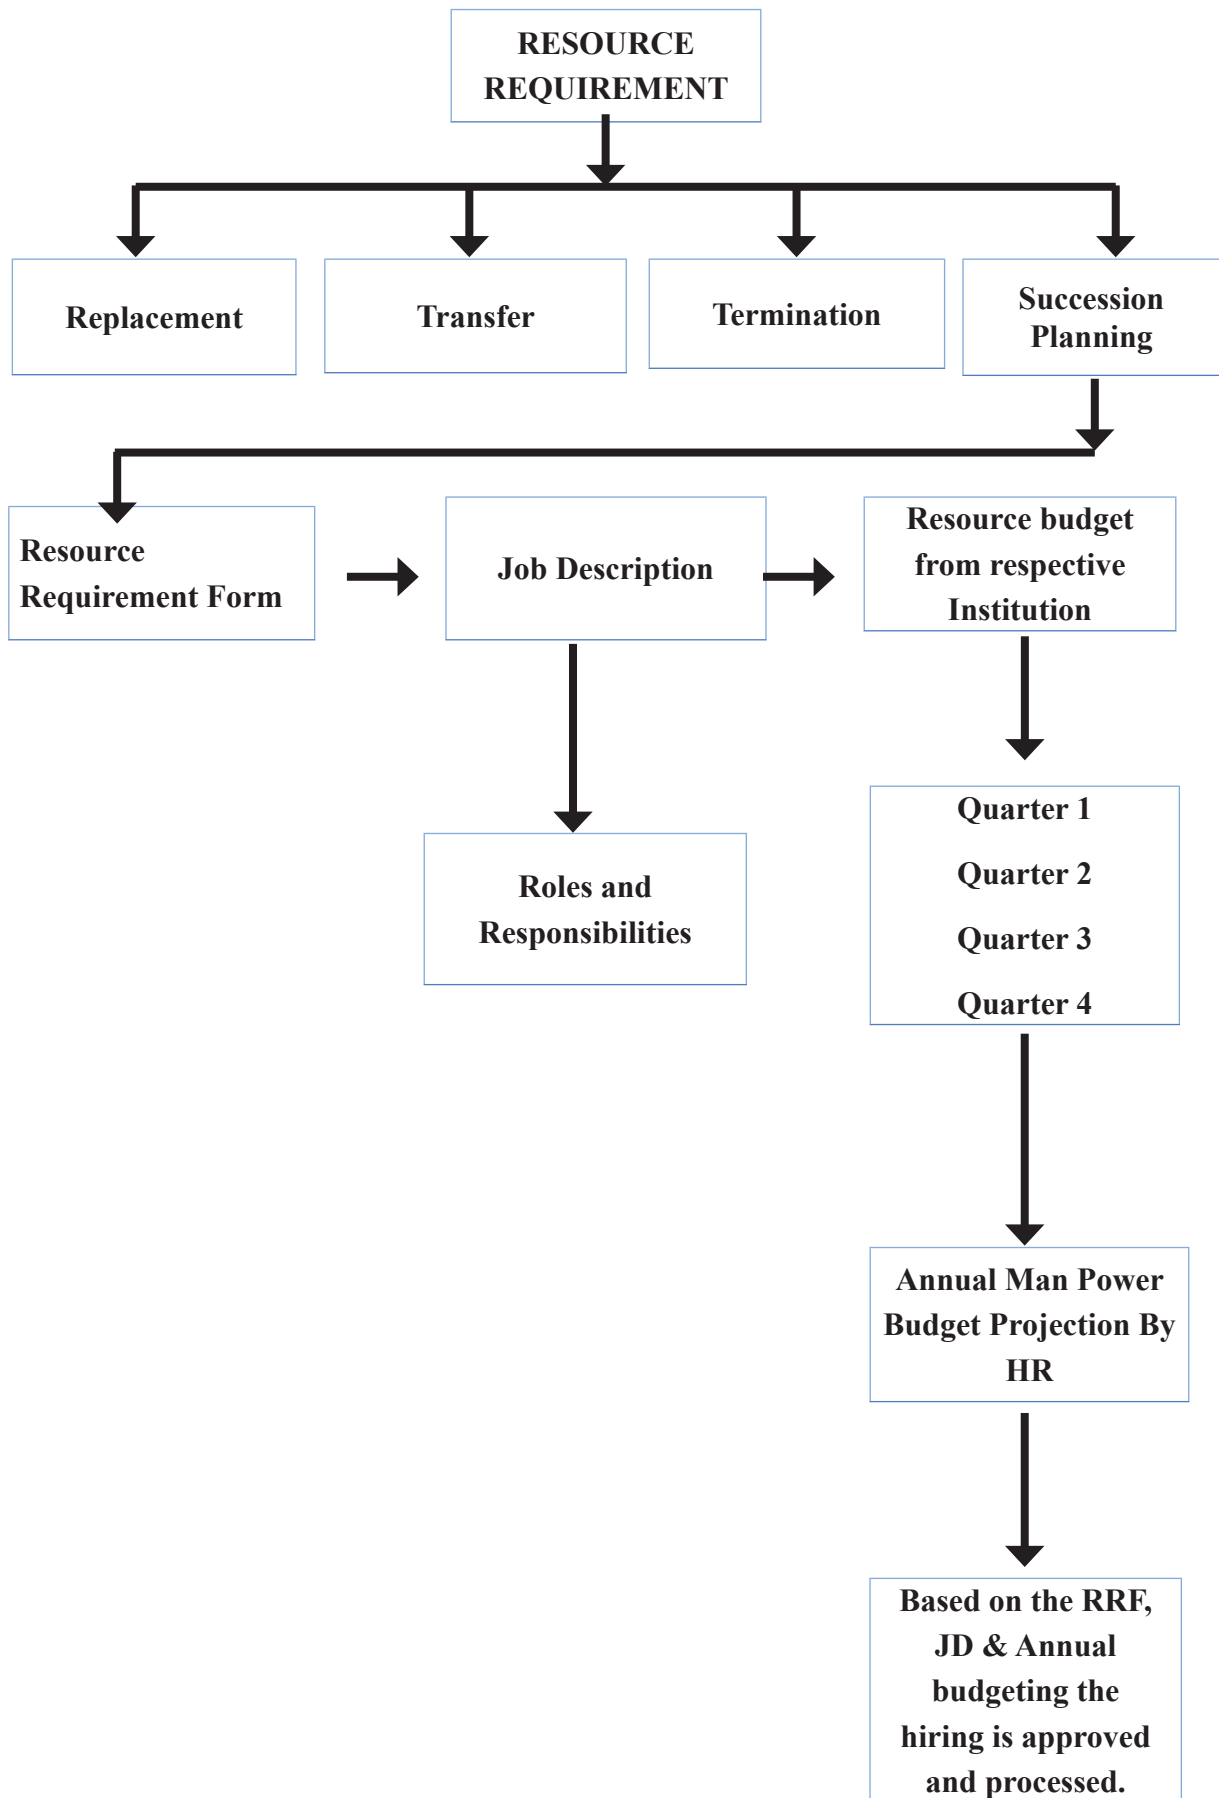 RESOURCE
REQUIREMENT
Replacement
Transfer
Termination
Succession
Planning
Resource
Requirement Form
Job Description
Resource budget
from respective
Institution
Roles and
Responsibilities
Quarter 1
Quarter 2
Quarter 3
Quarter 4
Annual Man Power
Budget Projection By
HR
Based on the RRF,
JD & Annual
budgeting the
hiring is approved
and processed.